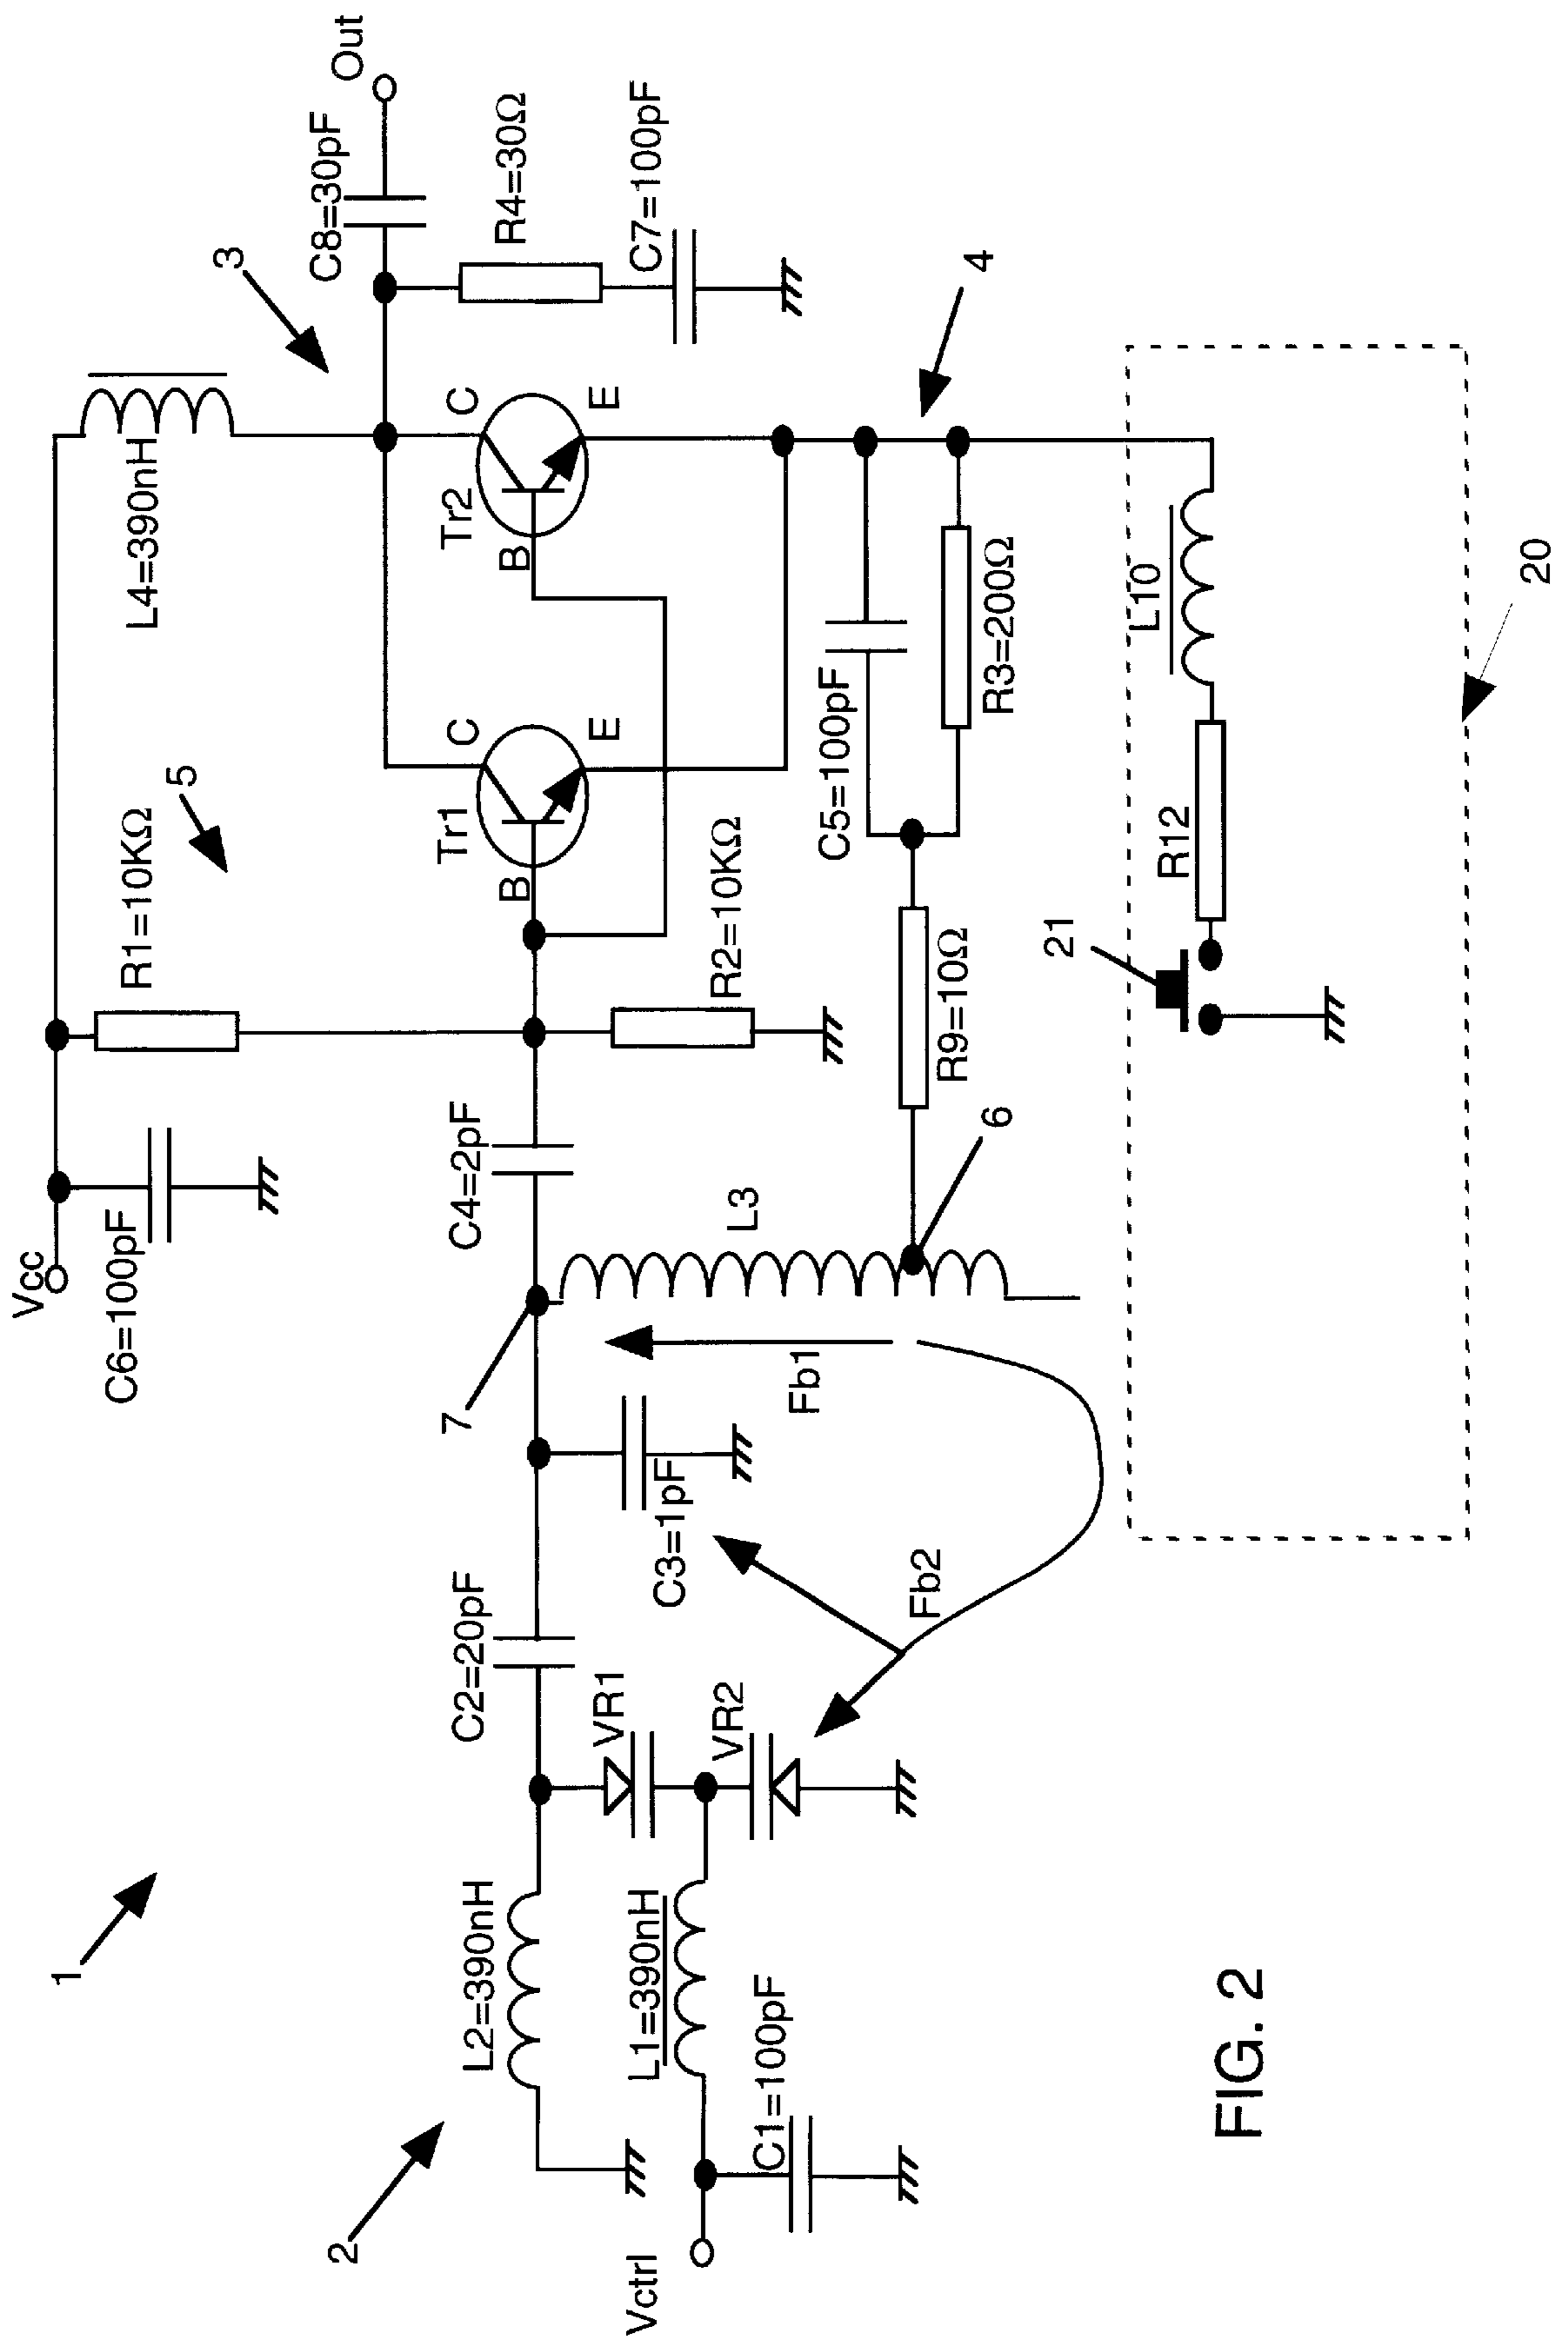 Vcc
C6=100pF
R1=10KΩ
5
L4=390nH
3
C8=30pF
Out
R4=30Ω
C7=100pF
1
2
L2=390nH
C2=20pF
7
C4=2pF
B
Tr1
C
E
B
Tr2
C
E
R2=10KΩ
4
Vctrl
L1=390nH
C1=100pF
VR1
VR2
C3=1pF
Fb1
Fb2
L3
6
R9=10Ω
C5=100pF
R3=200Ω
21
R12
L10
20
FIG. 2